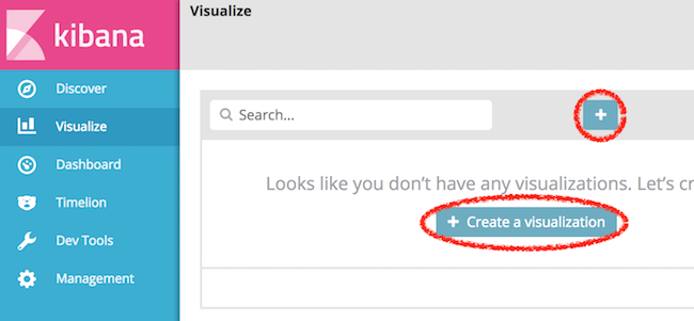 Visualize
kibana
Discover
Visualize
Dashboard
Timelion
Dev Tools
Management
Search...
+
Looks like you don't have any visualizations. Let's cr
+ Create a visualization